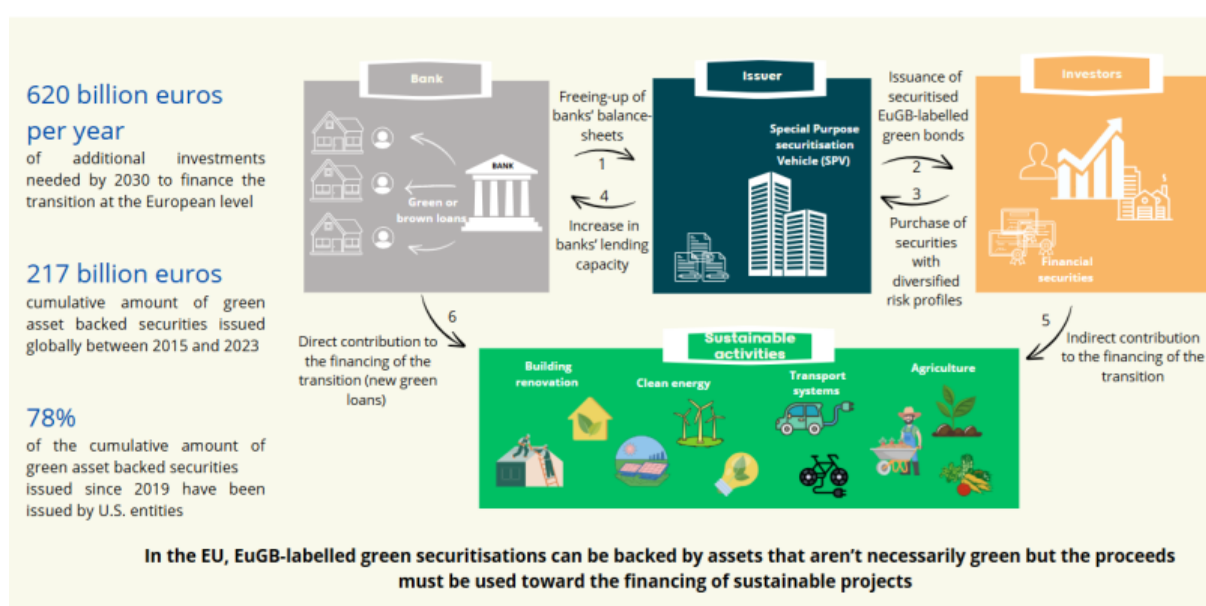 620 billion euros
per year
of additional investments
needed by 2030 to finance the
transition at the European level
217 billion euros
cumulative amount of green
asset backed securities issued
globally between 2015 and 2023
78%
of the cumulative amount of
green asset backed securities
issued since 2019 have been
issued by U.S. entities
Bank
BANK
Green or
brown loans
Freeing-up of
banks' balance-
sheets
1
4
Increase in
banks' lending
capacity
Issuer
Special Purpose
securitisation
Vehicle (SPV)
Issuance of
securitised
EuGB-labelled
green bonds
2
3
Purchase of
securities
with
diversified
risk profiles
Investors
Financial
securities
6
Direct contribution to
the financing of the
transition (new green
loans)
5
Indirect contribution
to the financing of the
transition
Sustainable
activities
Building
renovation
Clean energy
Transport
systems
Agriculture
In the EU, EuGB-labelled green securitisations can be backed by assets that aren't necessarily green but the proceeds
must be used toward the financing of sustainable projects